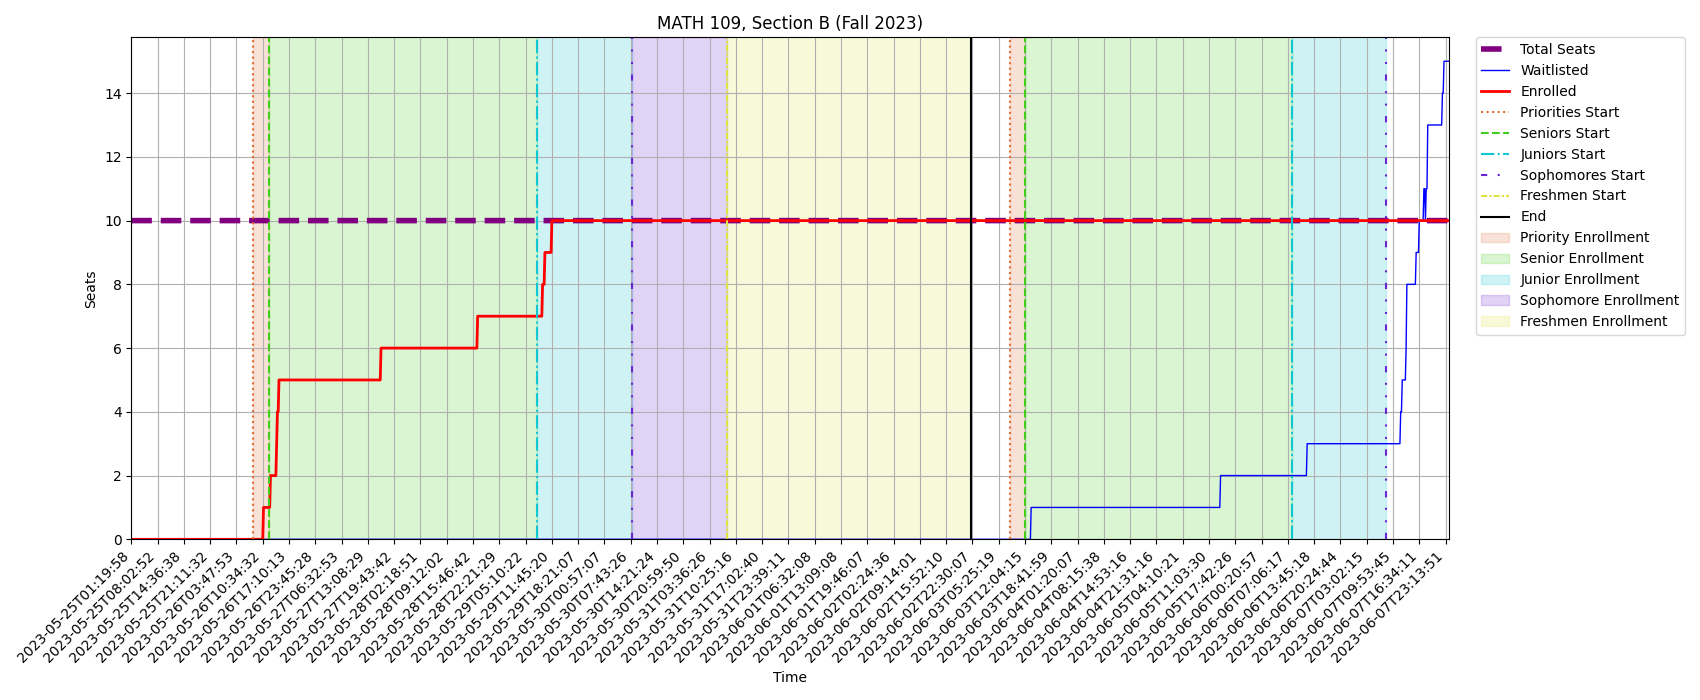 MATH 109, Section B (Fall 2023)
Seats
14
12
10
8
6
4
2
0
2023-05-25T01:19:58
2023-05-25T08:02:52
2023-05-25T14:36:38
2023-05-25T21:11:32
2023-05-26T03:47:53
2023-05-26T10:34:32
2023-05-26T17:10:13
2023-05-26T23:45:28
2023-05-27T06:32:53
2023-05-27T13:08:29
2023-05-27T19:43:42
2023-05-28T02:18:51
2023-05-28T09:12:02
2023-05-28T15:46:42
2023-05-28T22:21:29
2023-05-29T05:10:22
2023-05-29T11:45:20
2023-05-29T18:21:07
2023-05-30T00:57:07
2023-05-30T07:43:26
2023-05-30T14:21:24
2023-05-30T20:59:50
2023-05-31T03:36:26
2023-05-31T10:25:16
2023-05-31T17:02:40
2023-05-31T23:39:11
2023-06-01T06:32:08
2023-06-01T13:09:08
2023-06-01T19:46:07
2023-06-02T02:24:36
2023-06-02T09:14:01
2023-06-02T15:52:10
2023-06-02T22:30:07
2023-06-03T05:25:19
2023-06-03T12:04:15
2023-06-03T18:41:59
2023-06-04T01:20:07
2023-06-04T08:15:38
2023-06-04T14:53:16
2023-06-04T21:31:16
2023-06-05T04:10:21
2023-06-05T11:03:30
2023-06-05T17:42:26
2023-06-06T00:20:57
2023-06-06T07:06:17
2023-06-06T13:45:18
2023-06-06T20:24:44
2023-06-07T03:02:15
2023-06-07T09:53:45
2023-06-07T16:34:11
2023-06-07T23:13:51
Time
Total Seats
Waitlisted
Enrolled
Priorities Start
Seniors Start
Juniors Start
Sophomores Start
Freshmen Start
End
Priority Enrollment
Senior Enrollment
Junior Enrollment
Sophomore Enrollment
Freshmen Enrollment